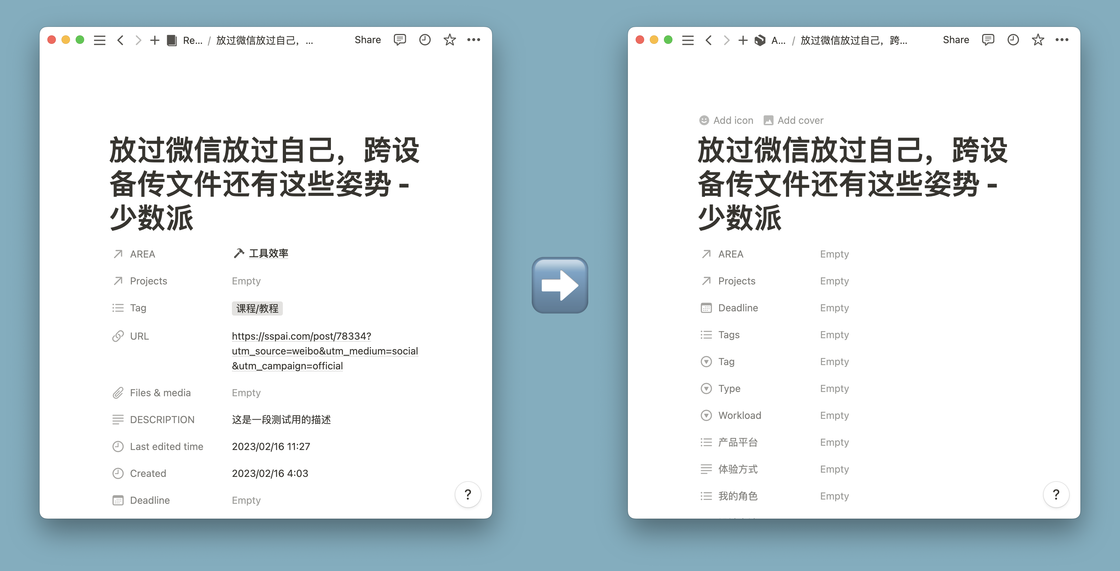 Re... / 放过微信放过自己，... Share
放过微信放过自己，跨设
备传文件还有这些姿势 -
少数派
AREA 工具效率
Projects Empty
Tag 课程/教程
URL https://sspai.com/post/78334?
utm_source=weibo&utm_medium=social
&utm_campaign=official
Files & media Empty
DESCRIPTION 这是一段测试用的描述
Last edited time 2023/02/16 11:27
Created 2023/02/16 4:03
Deadline Empty
?
A... / 放过微信放过自己，跨... Share
Add icon Add cover
放过微信放过自己，跨设
备传文件还有这些姿势 -
少数派
AREA Empty
Projects Empty
Deadline Empty
Tags Empty
Tag Empty
Type Empty
Workload Empty
产品平台 Empty
体验方式 Empty
我的角色 Empty
?